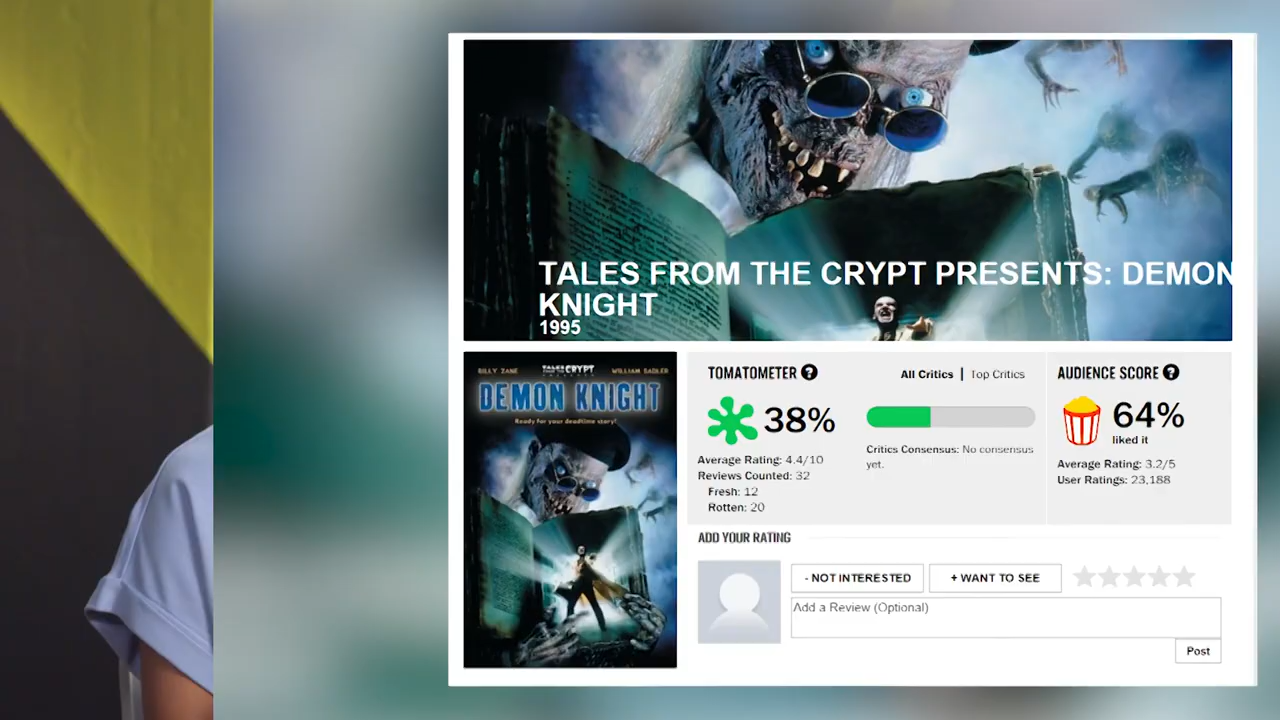 TALES FROM THE CRYPT PRESENTS: DEMON
KNIGHT
1995
BILLY ZANE
TALES FROM THE CRYPT
WILLIAM SADLER
DEMON KNIGHT
Ready for your deadtime story?
TOMATOMETER ?
All Critics | Top Critics
38%
Average Rating: 4.4/10
Reviews Counted: 32
Fresh: 12
Rotten: 20
Critics Consensus: No consensus
yet.
AUDIENCE SCORE ?
64%
liked it
Average Rating: 3.2/5
User Ratings: 23,188
ADD YOUR RATING
- NOT INTERESTED
+ WANT TO SEE
Add a Review (Optional)
Post